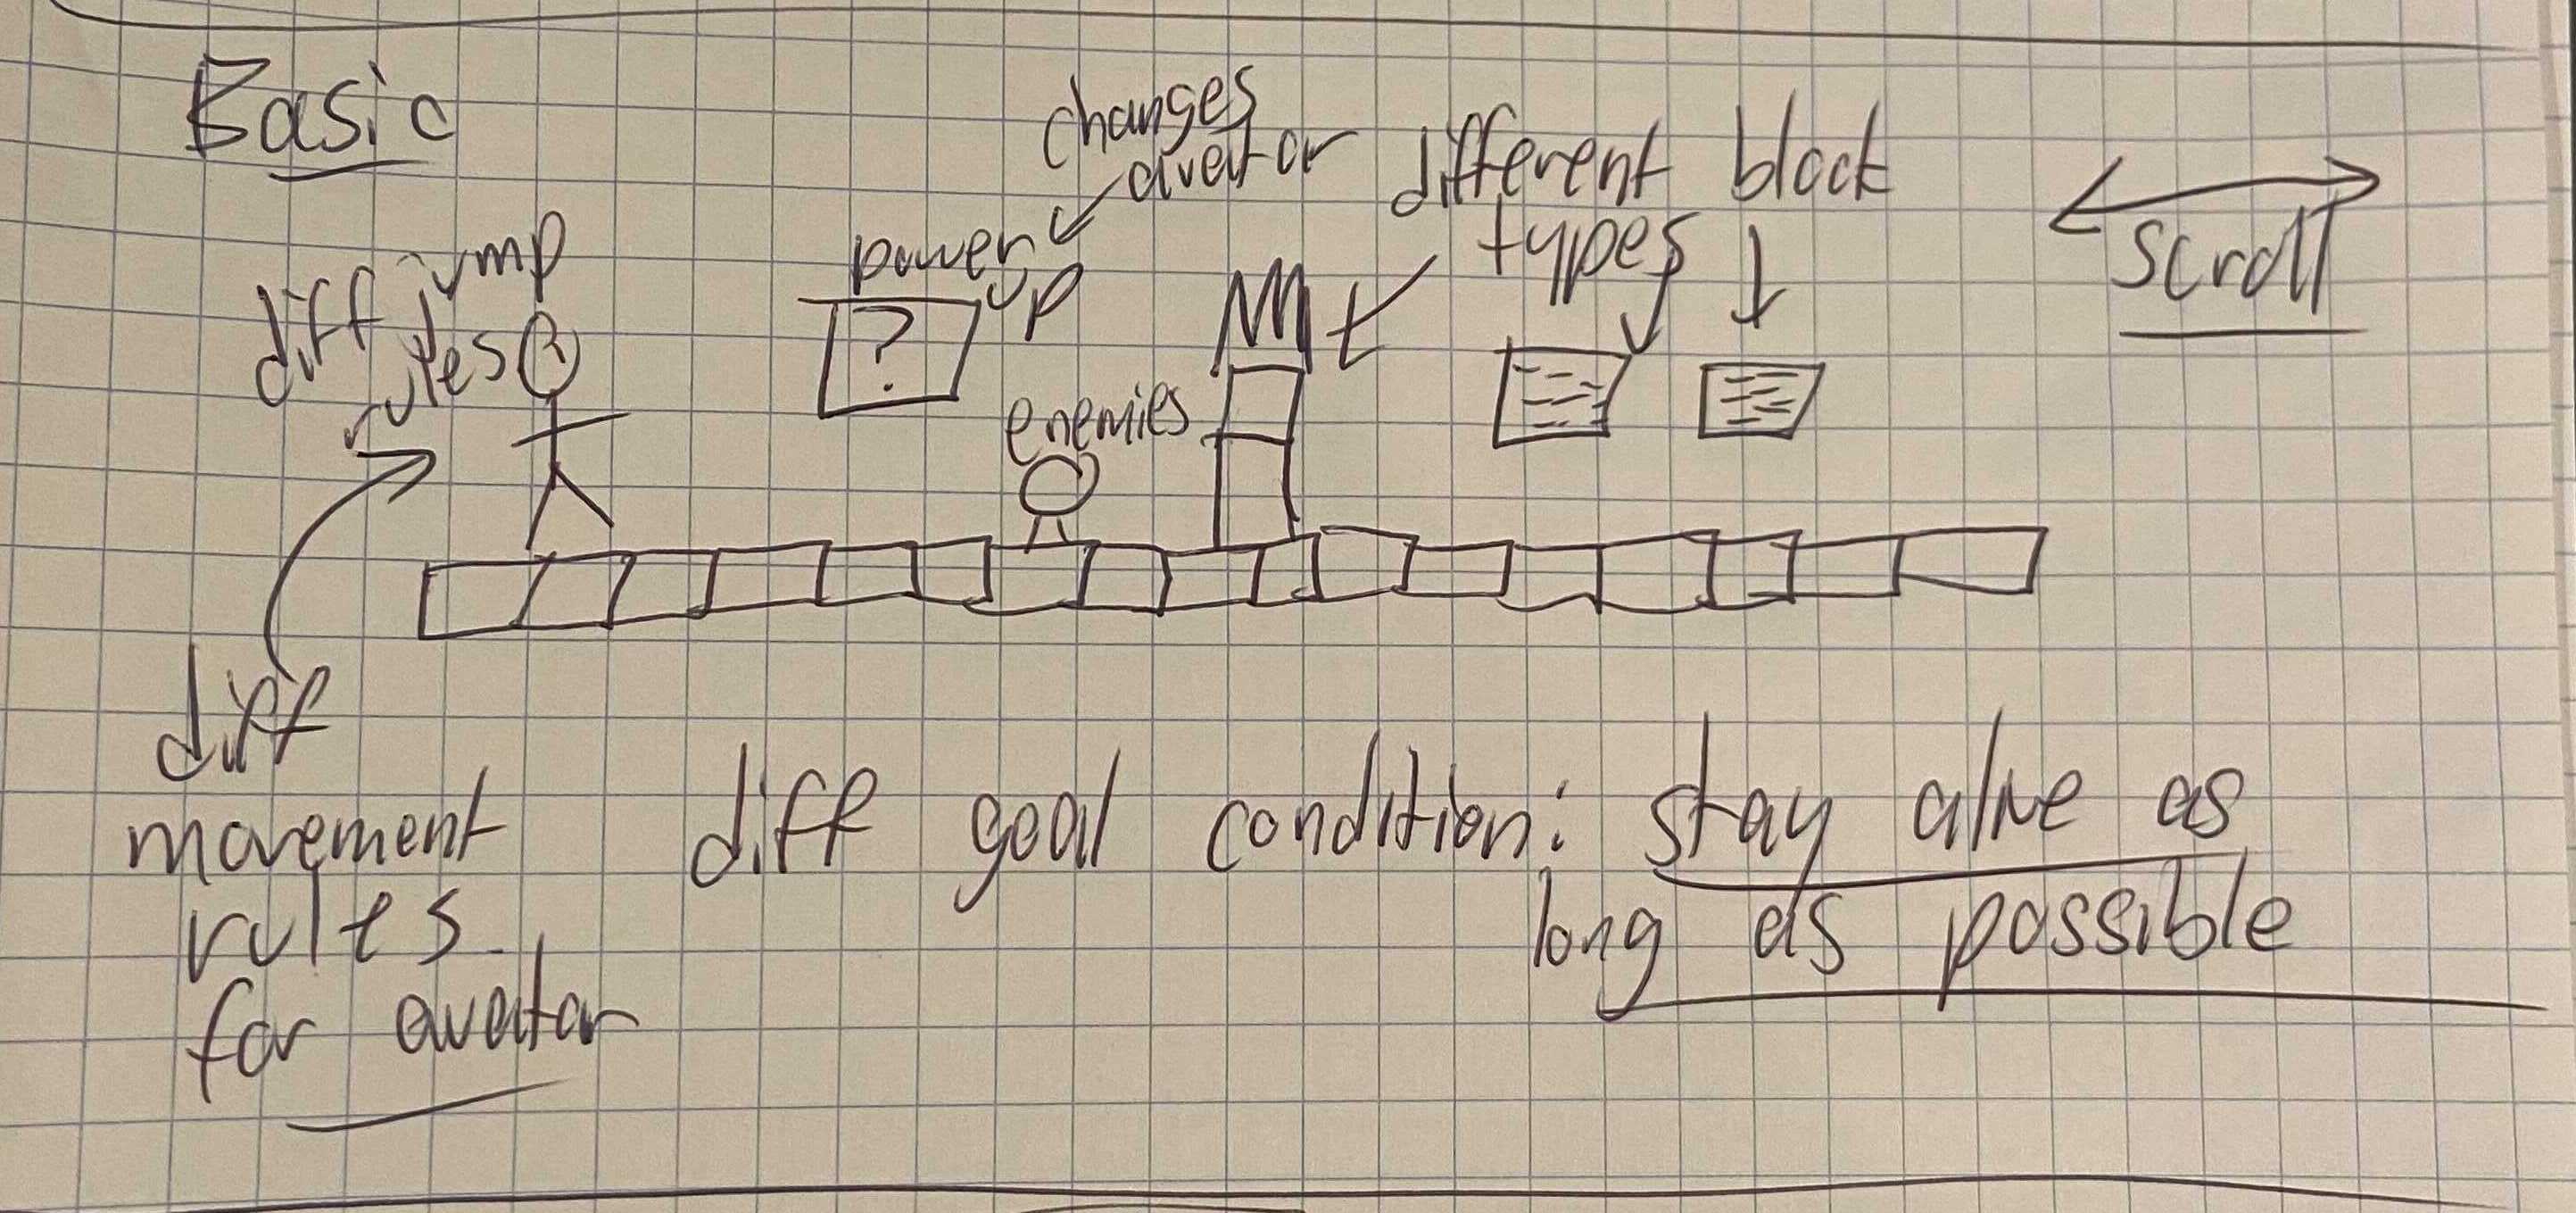 Basic
changes
avatar
different block
types
scroll
diff jump
rules
power
up
?
enemies
diff
movement
rules
for avatar
diff goal condition: stay alive as
long as possible